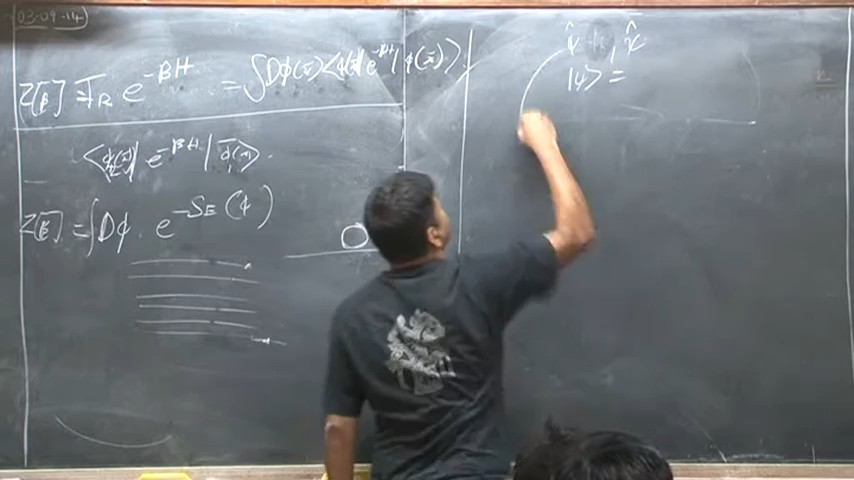 03-09-14
Z[β] = Tr e^{-βH} = ∫Dφ(x̄) <φ(x̄)| e^{-βH} | φ(x̄)>.
<φ(x̄)| e^{-βH} | φ(x̄)>.
Z[β] = ∫Dφ. e^{-S_E(φ)}
|ψ> =